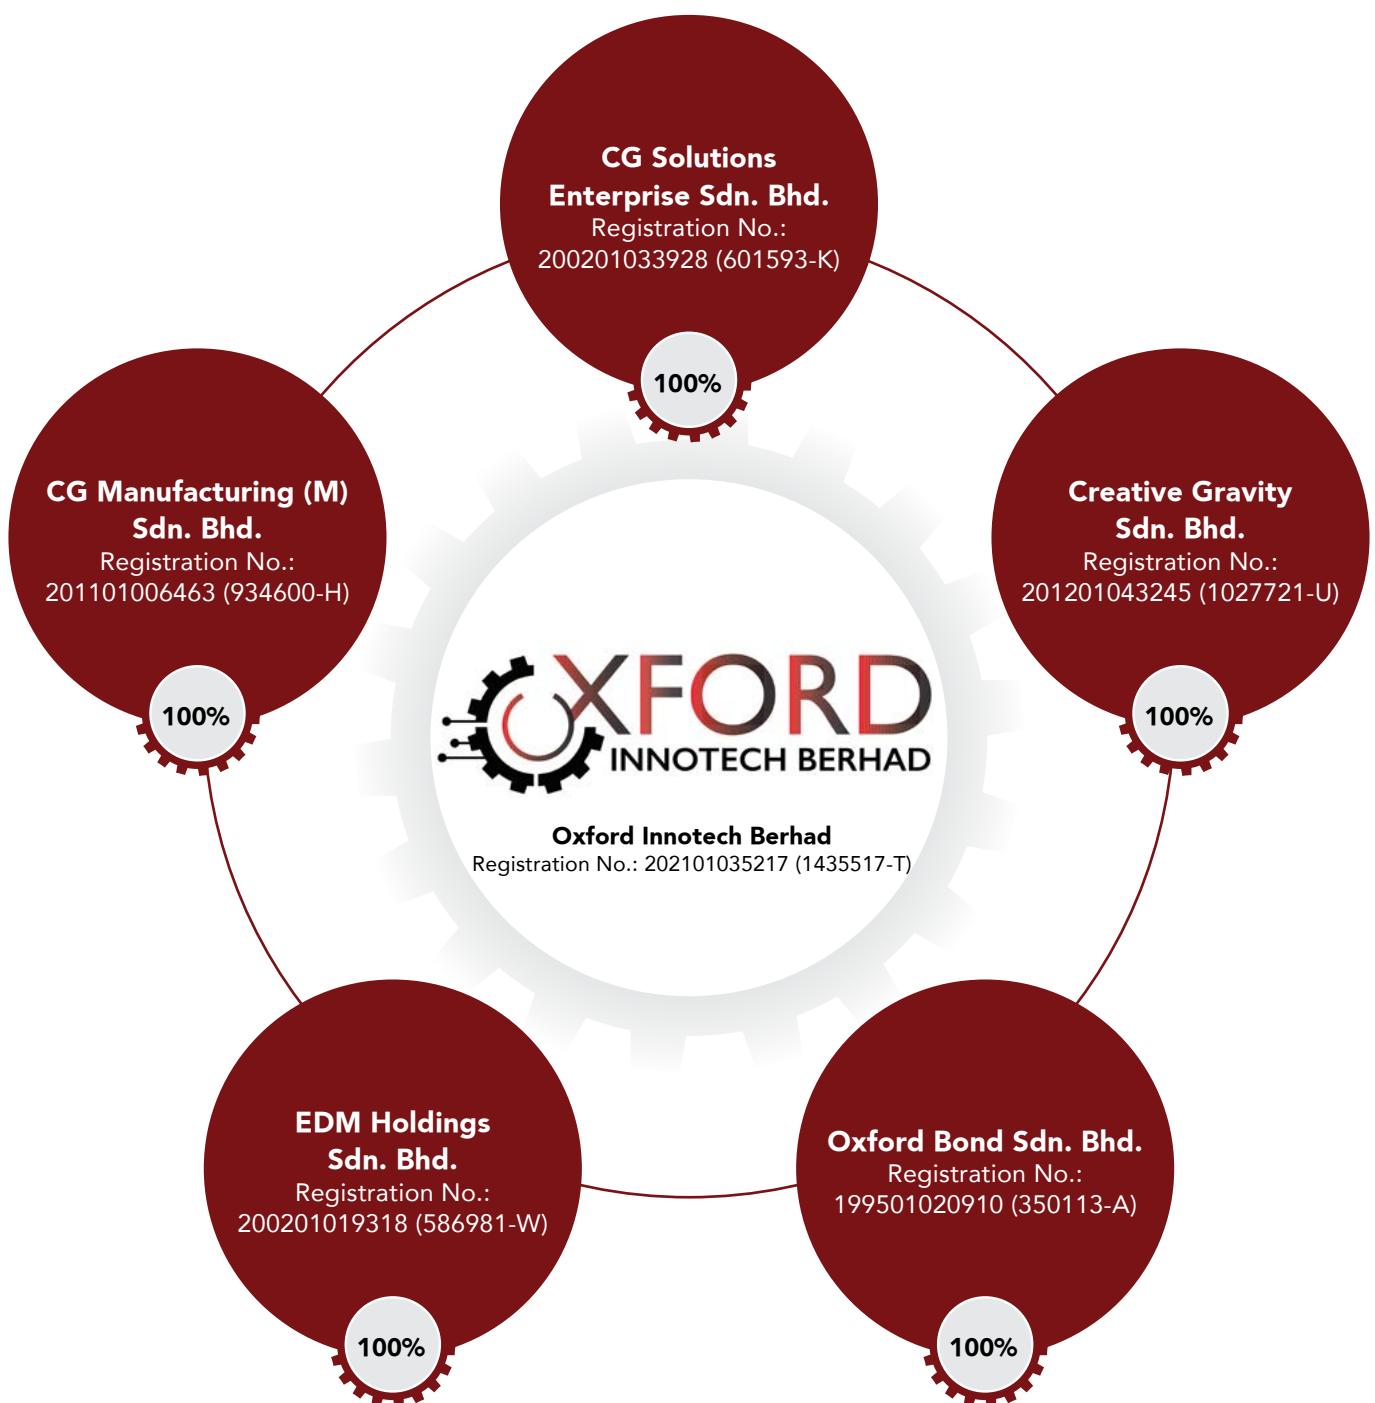 CG Solutions
Enterprise Sdn. Bhd.
Registration No.:
200201033928 (601593-K)
100%
CG Manufacturing (M)
Sdn. Bhd.
Registration No.:
201101006463 (934600-H)
100%
Creative Gravity
Sdn. Bhd.
Registration No.:
201201043245 (1027721-U)
100%
OXFORD
INNOTECH BERHAD
Oxford Innotech Berhad
Registration No.: 202101035217 (1435517-T)
EDM Holdings
Sdn. Bhd.
Registration No.:
200201019318 (586981-W)
100%
Oxford Bond Sdn. Bhd.
Registration No.:
199501020910 (350113-A)
100%